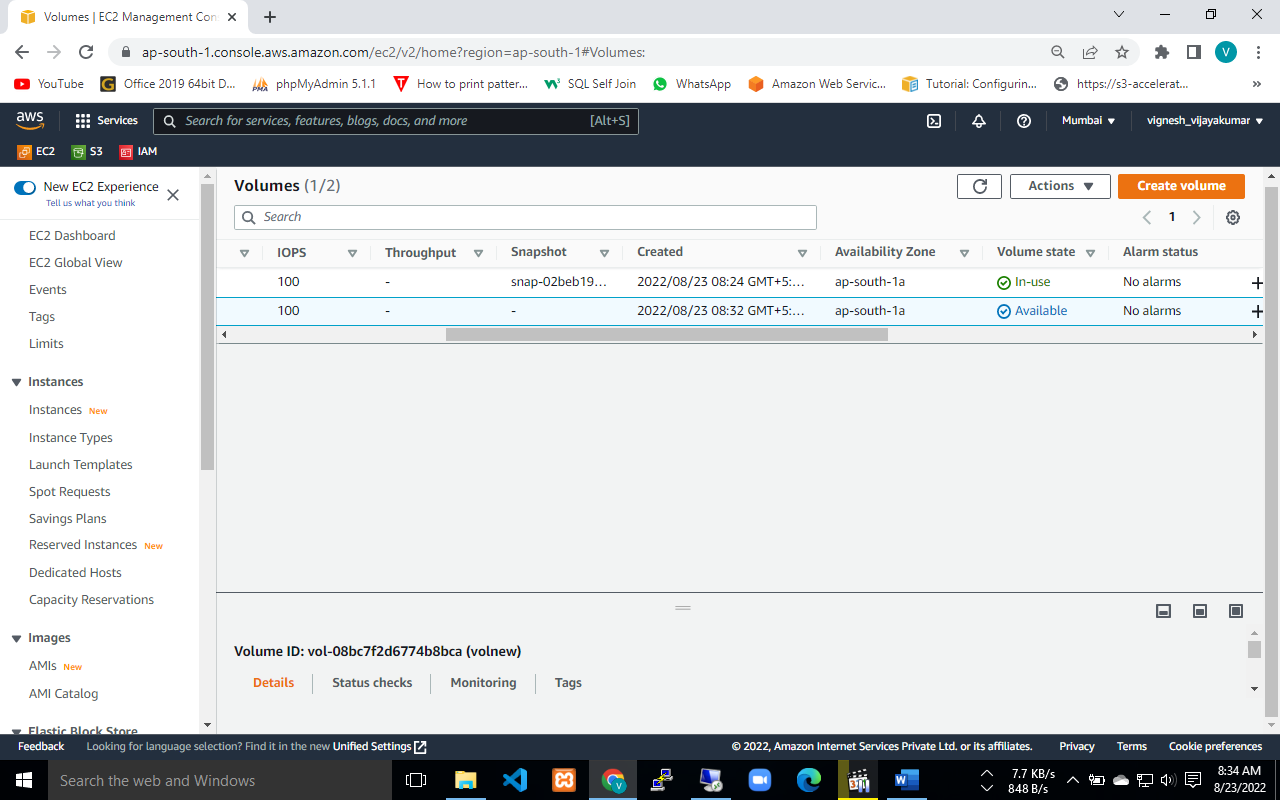 Volumes | EC2 Management Con
ap-south-1.console.aws.amazon.com/ec2/v2/home?region=ap-south-1#Volumes:
V
YouTube
Office 2019 64bit D...
phpMyAdmin 5.1.1
How to print patter...
SQL Self Join
WhatsApp
Amazon Web Servic...
Tutorial: Configurin...
https://s3-accelerat...
»
aws
Services
Search for services, features, blogs, docs, and more [Alt+S]
Mumbai
vignesh_vijayakumar
EC2
S3
IAM
New EC2 Experience
Tell us what you think
EC2 Dashboard
EC2 Global View
Events
Tags
Limits
Instances
Instances New
Instance Types
Launch Templates
Spot Requests
Savings Plans
Reserved Instances New
Dedicated Hosts
Capacity Reservations
Images
AMIs New
AMI Catalog
Elastic Block Store
Volumes (1/2)
Actions
Create volume
Search
1
IOPS Throughput Snapshot Created Availability Zone Volume state Alarm status
100 - snap-02beb19... 2022/08/23 08:24 GMT+5:... ap-south-1a In-use No alarms
100 - - 2022/08/23 08:32 GMT+5:... ap-south-1a Available No alarms
Volume ID: vol-08bc7f2d6774b8bca (volnew)
Details
Status checks
Monitoring
Tags
Feedback
Looking for language selection? Find it in the new Unified Settings
© 2022, Amazon Internet Services Private Ltd. or its affiliates.
Privacy
Terms
Cookie preferences
Search the web and Windows
7.7 KB/s
848 B/s
8:34 AM
8/23/2022